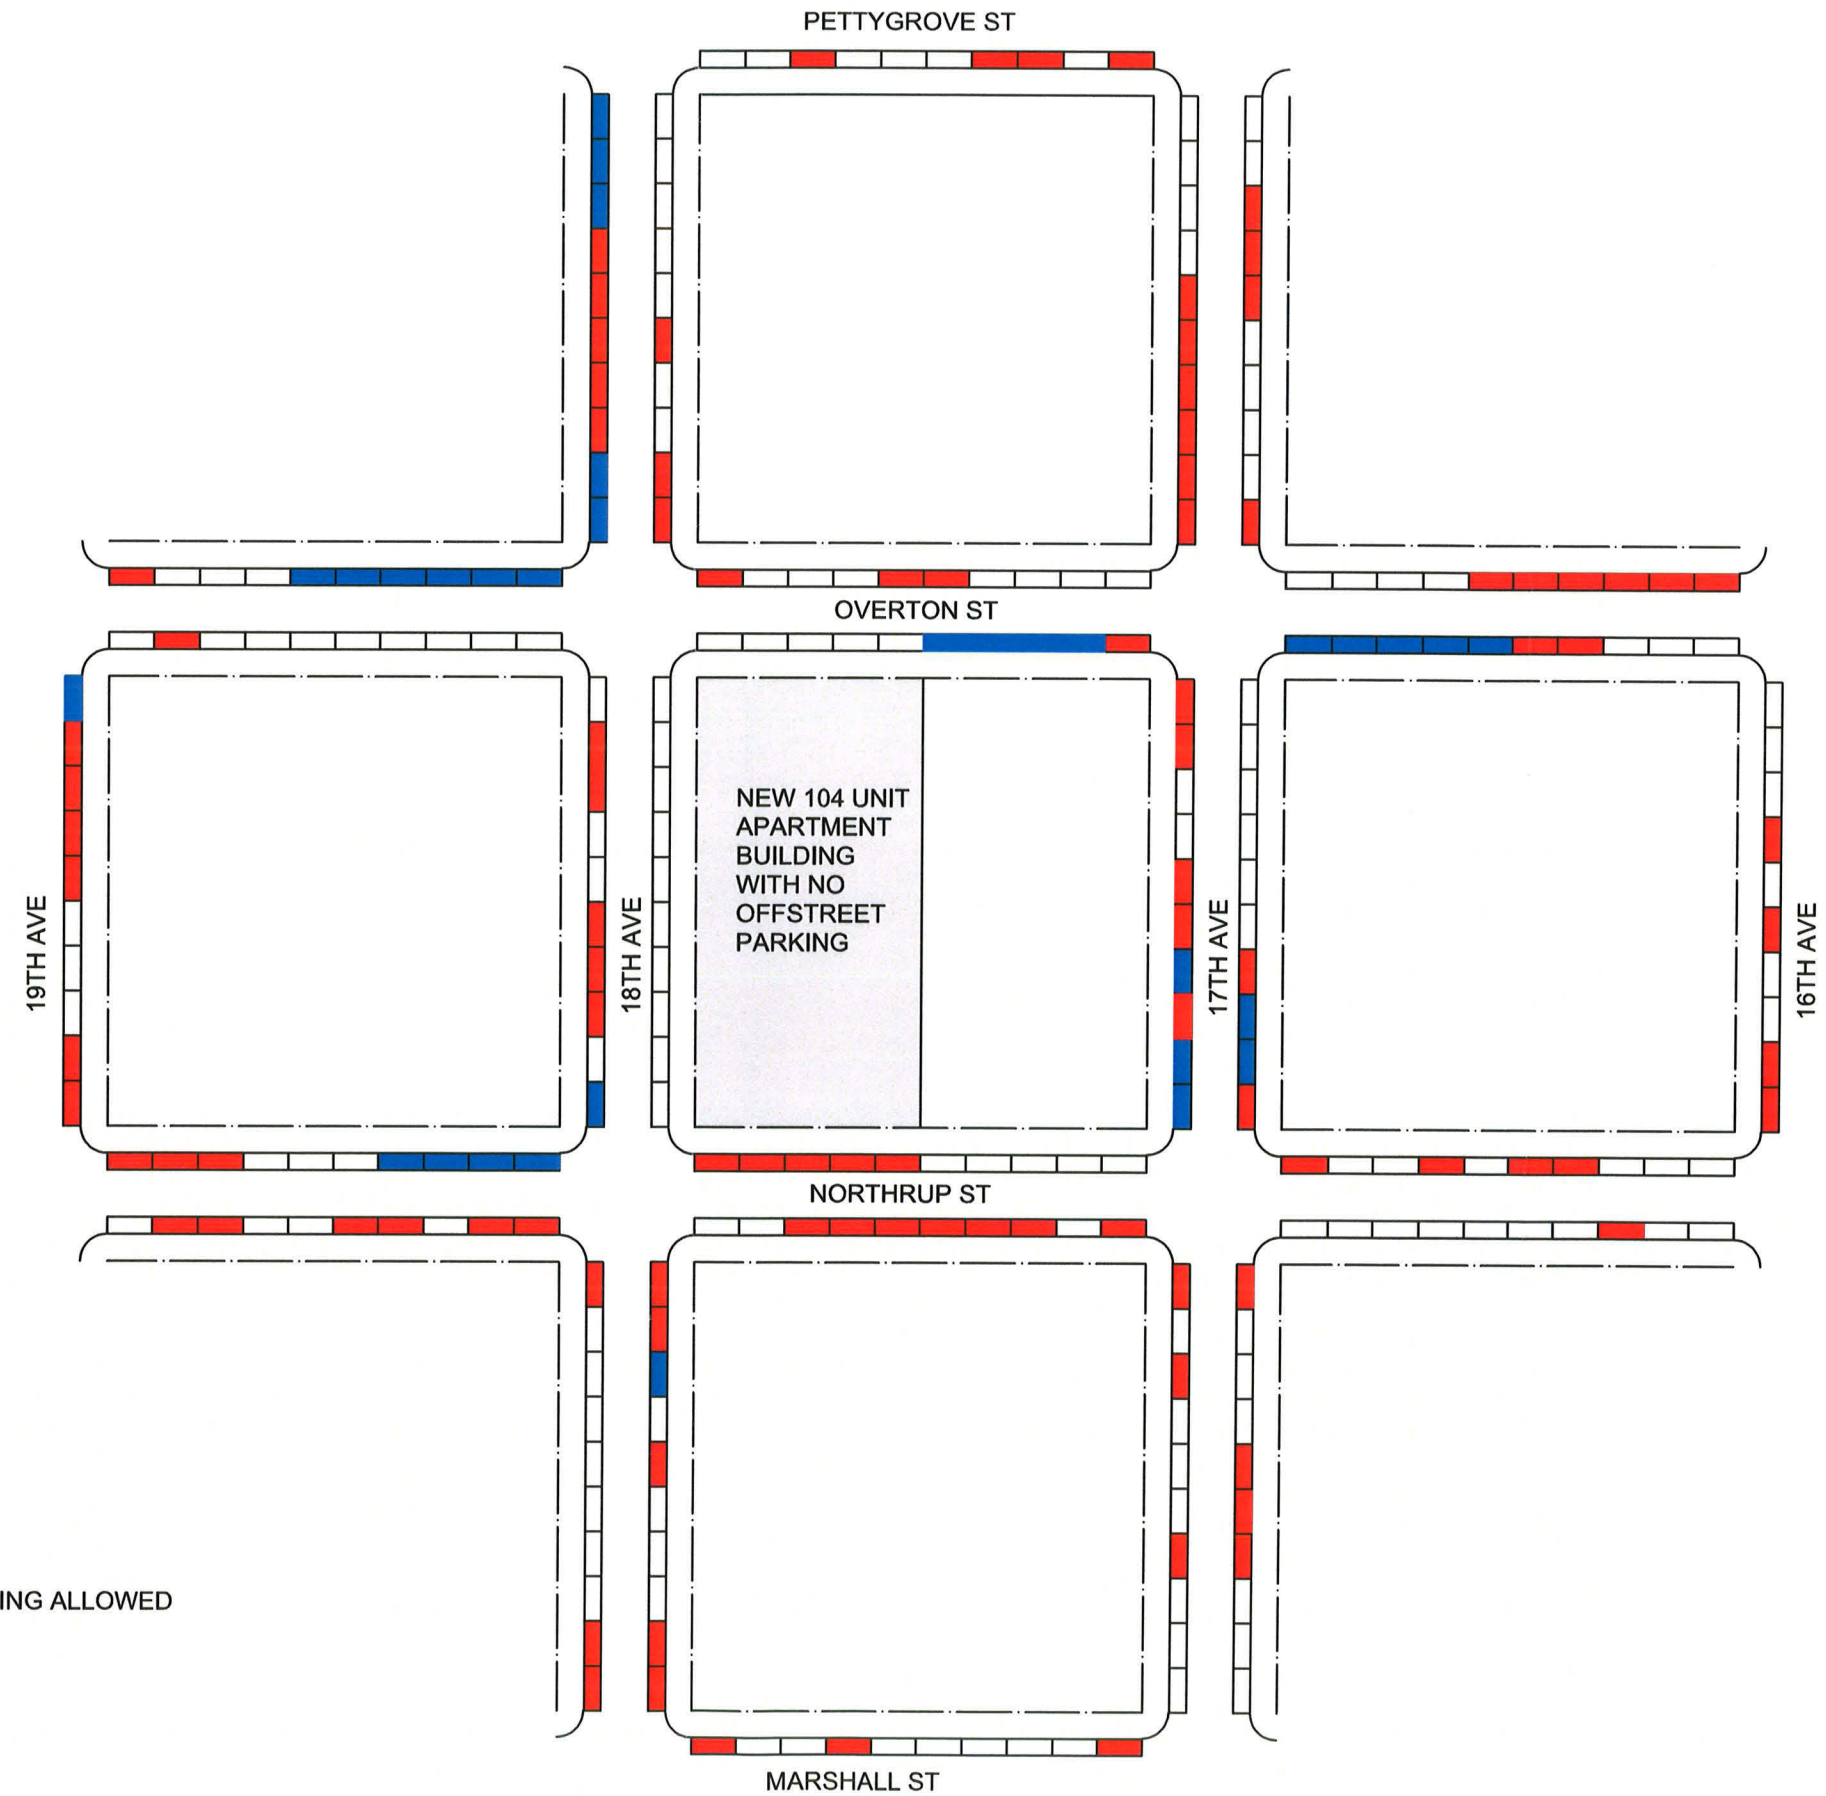 PETTYGROVE ST
OVERTON ST
NEW 104 UNIT
APARTMENT
BUILDING
WITH NO
OFFSTREET
PARKING
19TH AVE
18TH AVE
17TH AVE
16TH AVE
NORTHRUP ST
ING ALLOWED
MARSHALL ST